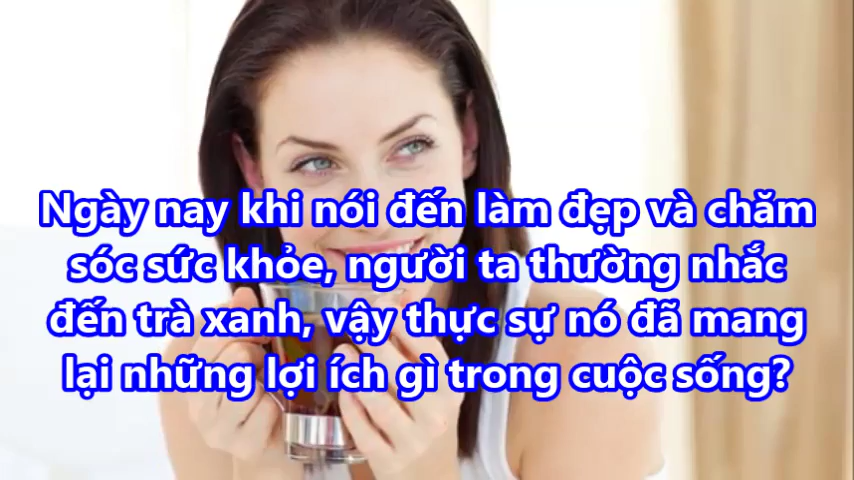 Ngày nay khi nói đến làm đẹp và chăm
sóc sức khỏe, người ta thường nhắc
đến trà xanh, vậy thực sự nó đã mang
lại những lợi ích gì trong cuộc sống?